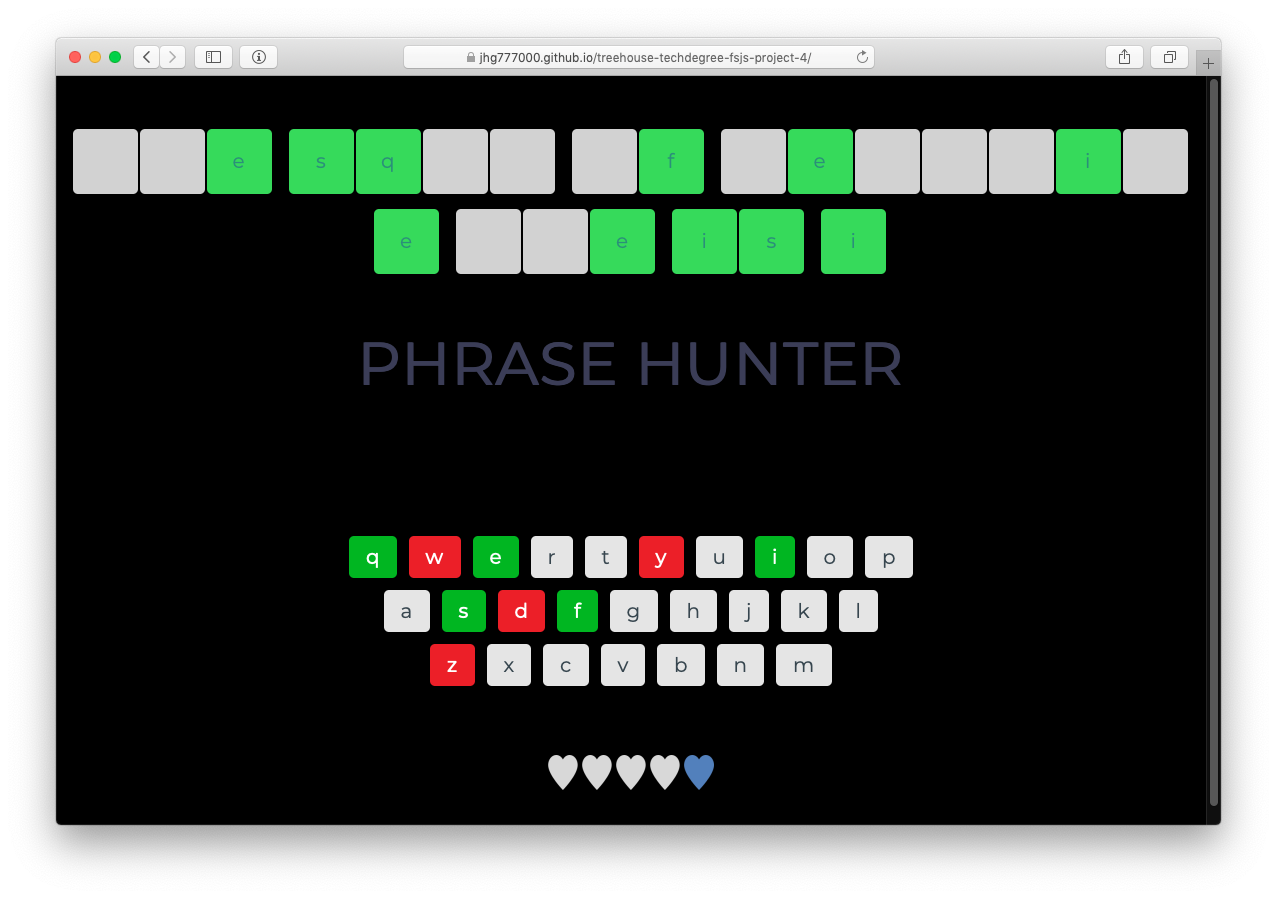 jhg777000.github.io/treehouse-techdegree-fsjs-project-4/
e s q f e i
e e i s i
PHRASE HUNTER
q w e r t y u i o p
a s d f g h j k l
z x c v b n m